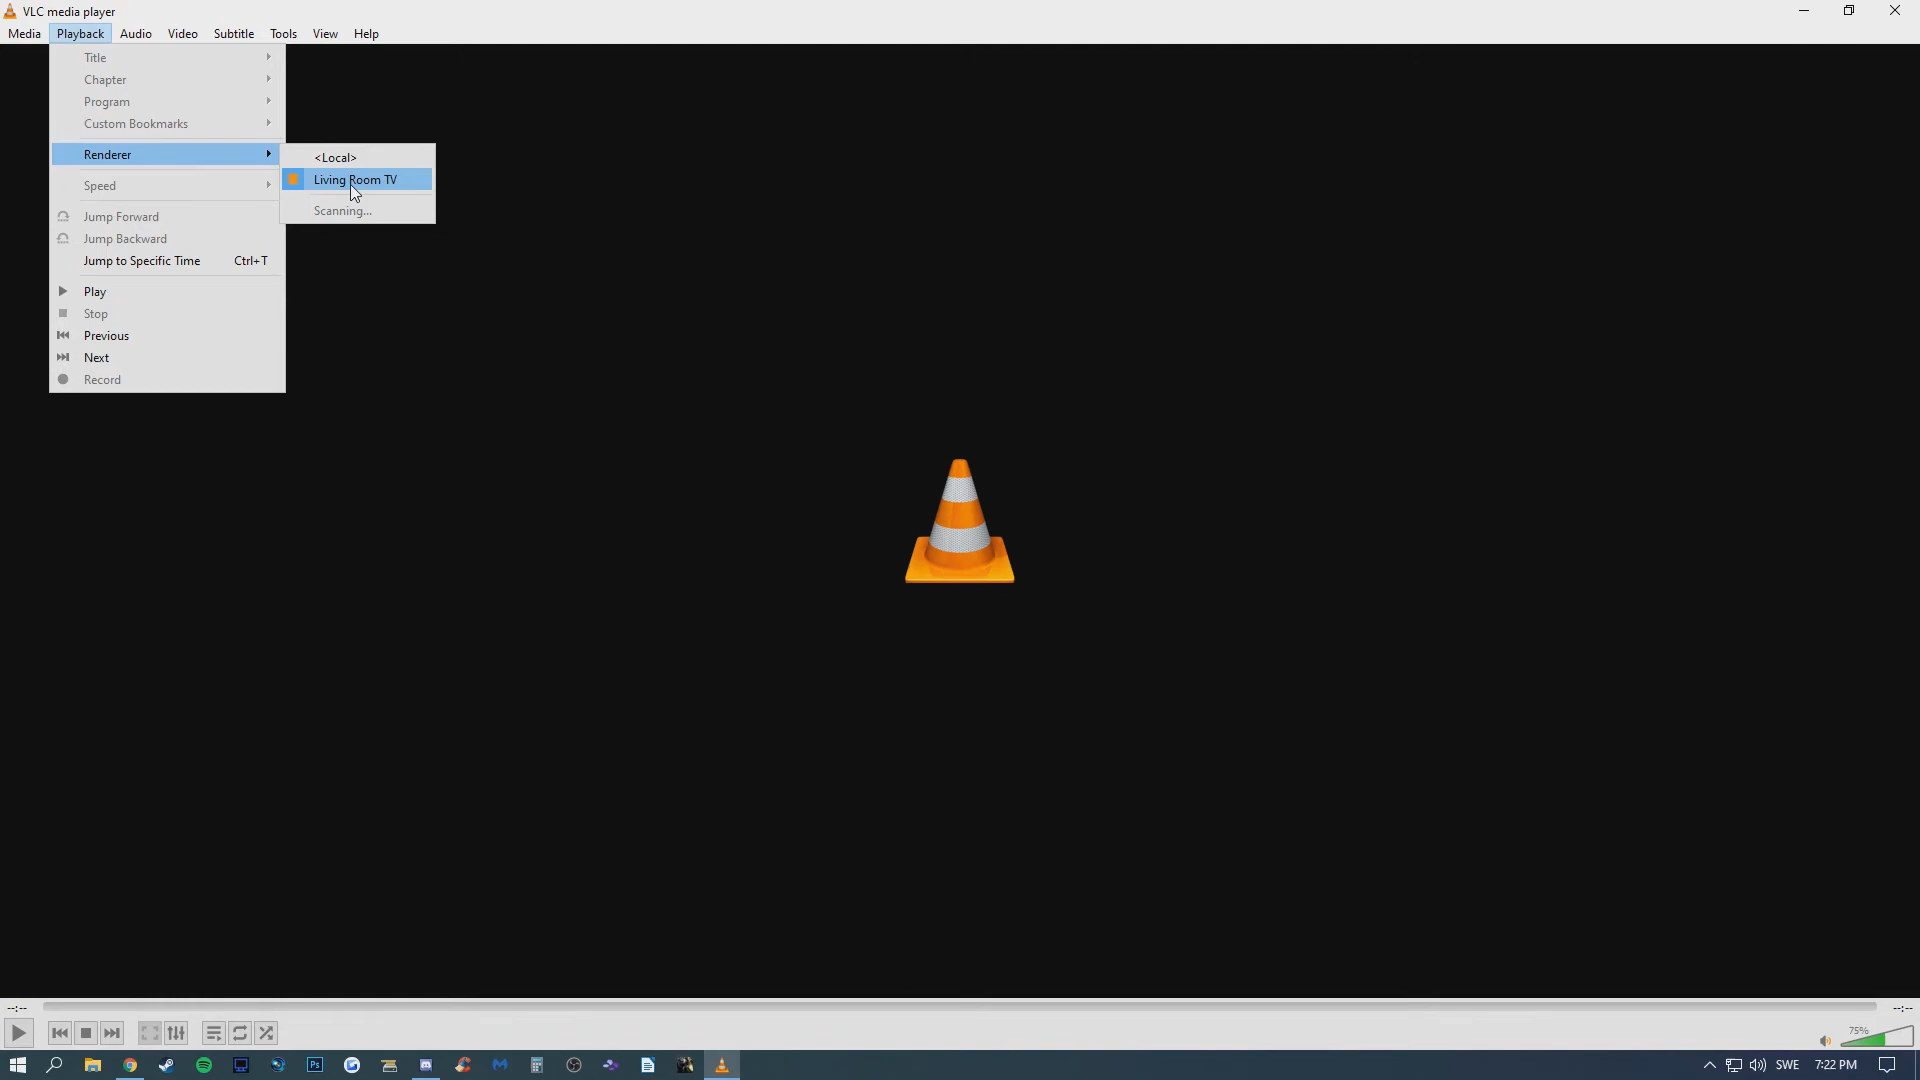 VLC media player
Media Playback Audio Video Subtitle Tools View Help
Title
Chapter
Program
Custom Bookmarks
Renderer
<Local>
Living Room TV
Scanning...
Speed
Jump Forward
Jump Backward
Jump to Specific Time Ctrl+T
Play
Stop
Previous
Next
Record
--:-- --:--
75%
Ps
SWE 7:22 PM